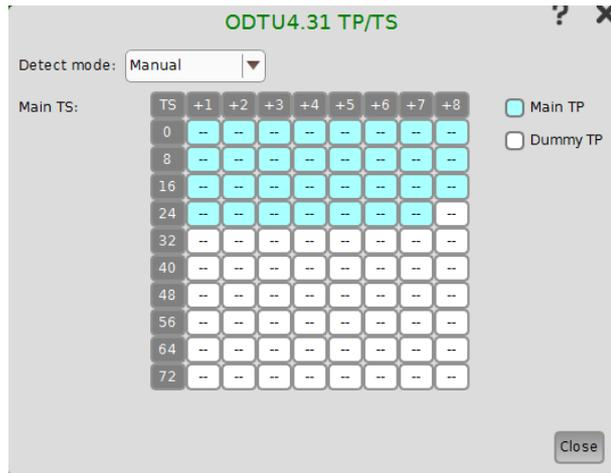 ODTU4.31 TP/TS ? X
Detect mode: Manual
Main TS: TS +1 +2 +3 +4 +5 +6 +7 +8 Main TP
0 -- -- -- -- -- -- -- --
Dummy TP
8 -- -- -- -- -- -- -- --
16 -- -- -- -- -- -- -- --
24 -- -- -- -- -- -- -- --
32 -- -- -- -- -- -- -- --
40 -- -- -- -- -- -- -- --
48 -- -- -- -- -- -- -- --
56 -- -- -- -- -- -- -- --
64 -- -- -- -- -- -- -- --
72 -- -- -- -- -- -- -- --
Close